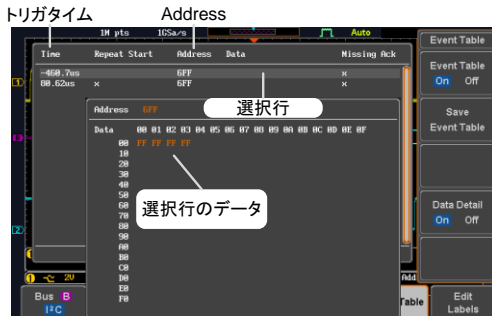 トリガタイム Address
1M pts 1GSa/s Auto
Event Table
Time Repeat Start Address Data Missing Ack
-460.7us 6FF x
80.62us x 6FF x
選択行
Event Table
On Off
Save
Event Table
Address 6FF
Data 00 01 02 03 04 05 06 07 08 09 0A 0B 0C 0D 0E 0F
00 FF FF FF FF
10
20
30
40
50
60
70
80
90
A0
B0
C0
D0
E0
F0
選択行のデータ
Data Detail
On Off
1 2V
Add
Bus B
I²C
Table
Edit
Labels